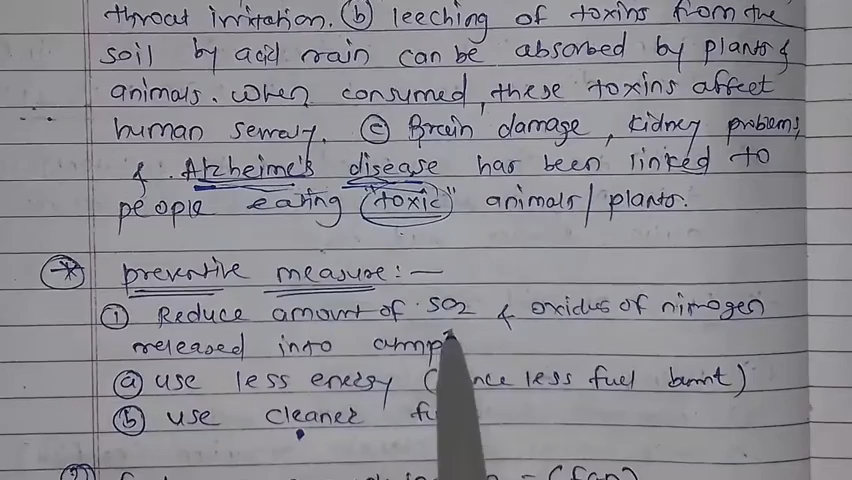 throat irritation. (b) leeching of toxins from the
soil by acid rain can be absorbed by plants &
animals. When consumed, these toxins affect
human serverly. (c) Brain damage, kidney problems
& Alzheime's disease has been linked to
people eating "toxic" animals/plants.
* preventive measure:—
(1) Reduce amount of SO2 & oxides of nitrogen
released into
(a) use less energy ( less fuel burnt)
(b) use cleaner